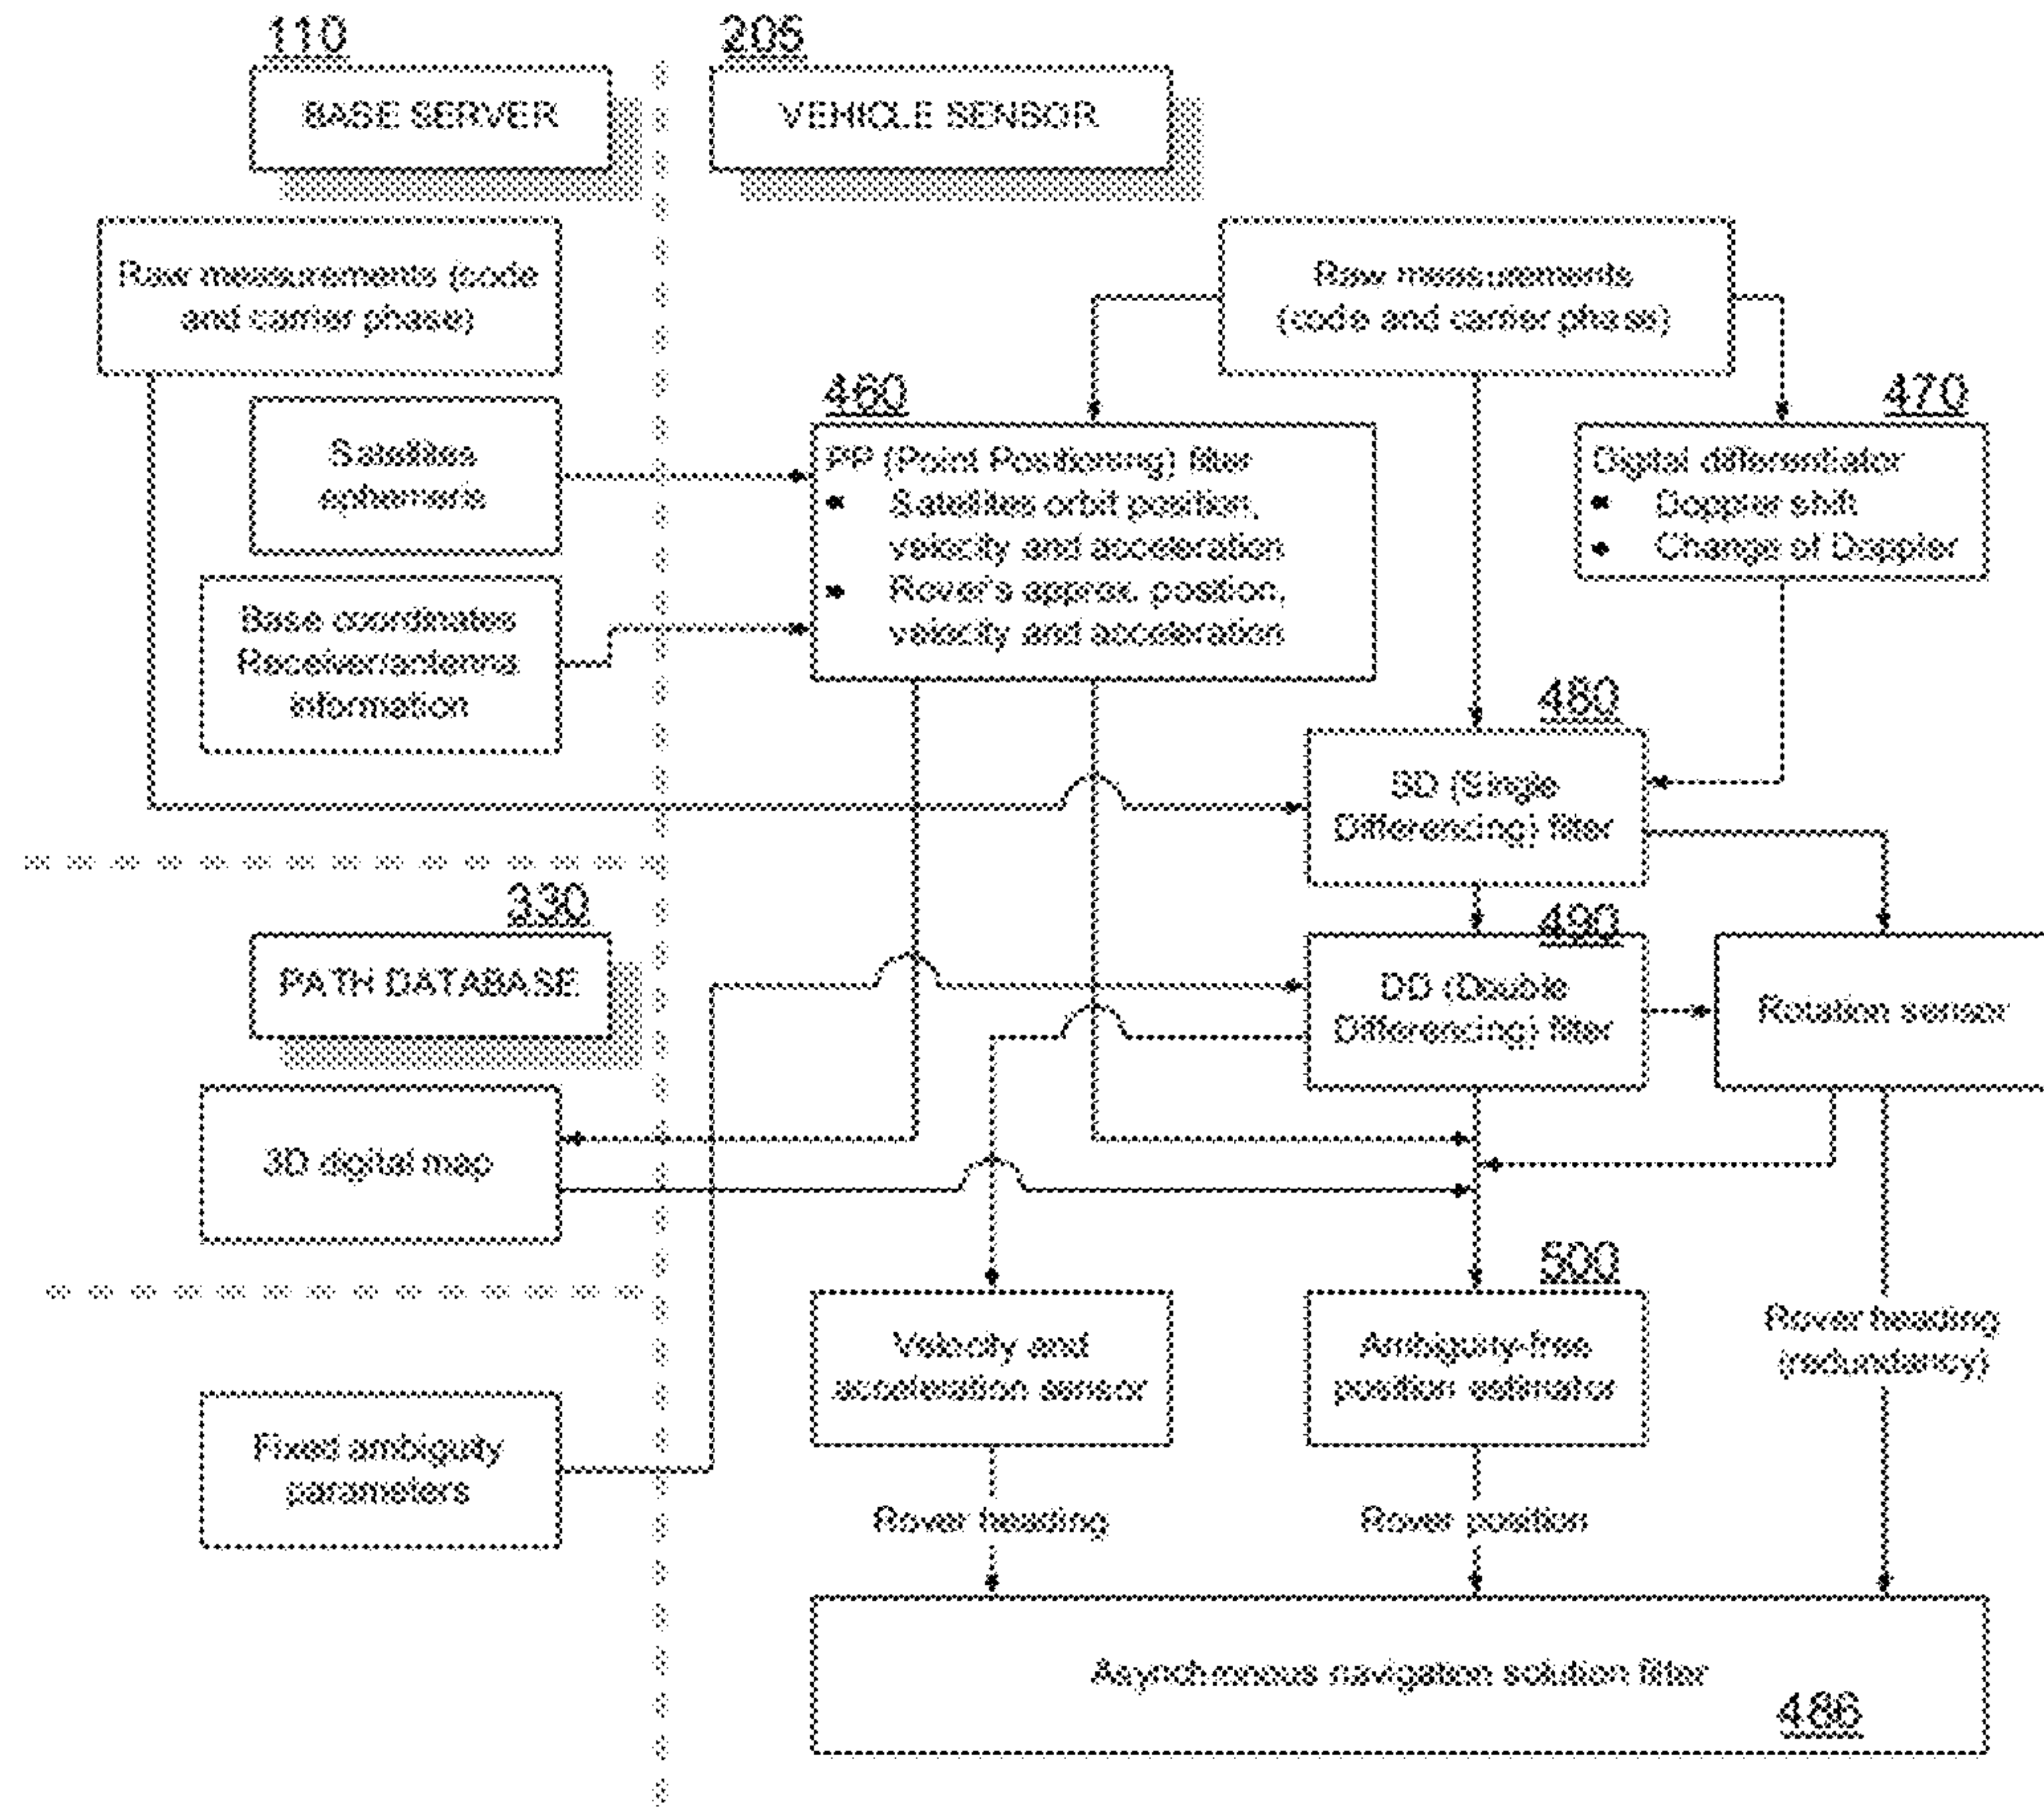 110
BASE SERVER
205
VEHICLE SENSOR
Raw measurements (code
and carrier phase)
Raw measurements
(code and carrier phase)
Satellites
ephemeris
Base coordinates
Receiver/antenna
information
460
PP (Point Positioning) filter
• Satellites orbit position,
velocity and acceleration
• Rover's approx. position,
velocity and acceleration
470
Digital differentiator
• Doppler shift
• Change of Doppler
480
SD (Single
Differencing) filter
330
PATH DATABASE
490
DD (Double
Differencing) filter
Rotation sensor
3D digital map
Velocity and
acceleration sensor
500
Ambiguity-free
position estimator
Rover heading
(redundancy)
Fixed ambiguity
parameters
Rover heading
Rover position
Asynchronous navigation solution filter
486